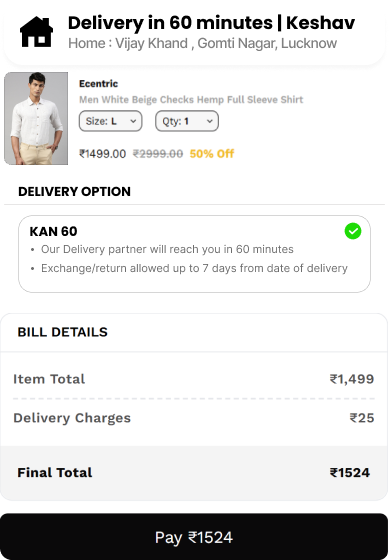 Delivery in 60 minutes | Keshav
Home : Vijay Khand , Gomti Nagar, Lucknow
Ecentric
Men White Beige Checks Hemp Full Sleeve Shirt
Size: L
Qty: 1
₹1499.00 ₹2999.00 50% Off
DELIVERY OPTION
KAN 60
• Our Delivery partner will reach you in 60 minutes
• Exchange/return allowed up to 7 days from date of delivery
BILL DETAILS
Item Total ₹1,499
Delivery Charges ₹25
Final Total ₹1524
Pay ₹1524